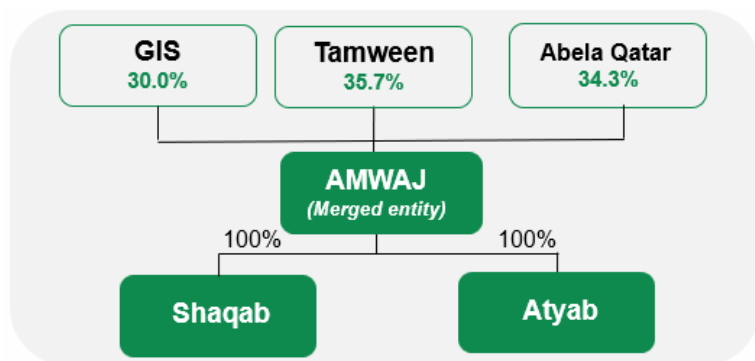 GIS
30.0%
Tamween
35.7%
Abela Qatar
34.3%
AMWAJ
(Merged entity)
100%
100%
Shaqab
Atyab